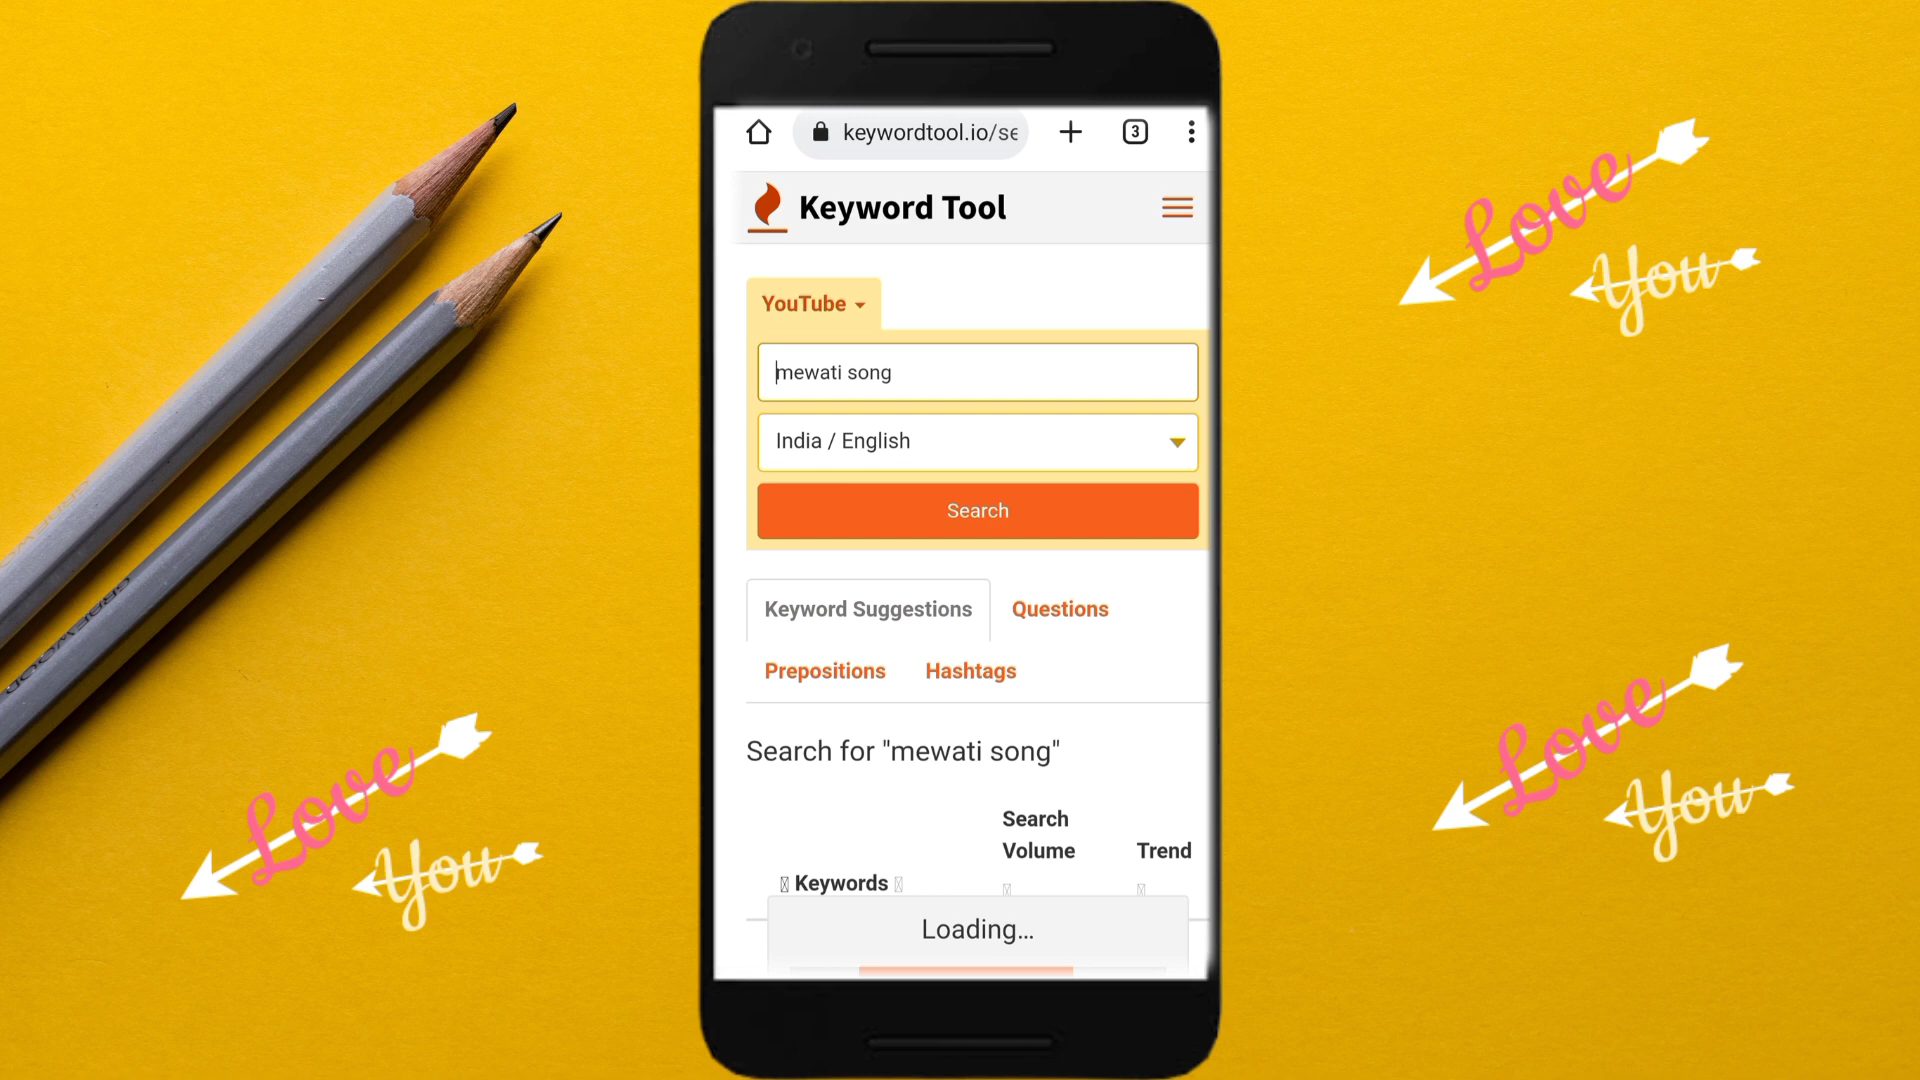 3
keywordtool.io/se
Keyword Tool
YouTube
mewati song
India / English
Search
Keyword Suggestions
Questions
Prepositions
Hashtags
Search for "mewati song"
Search
Volume
Trend
Keywords
Loading...
Love
You
Love
You
Love
You